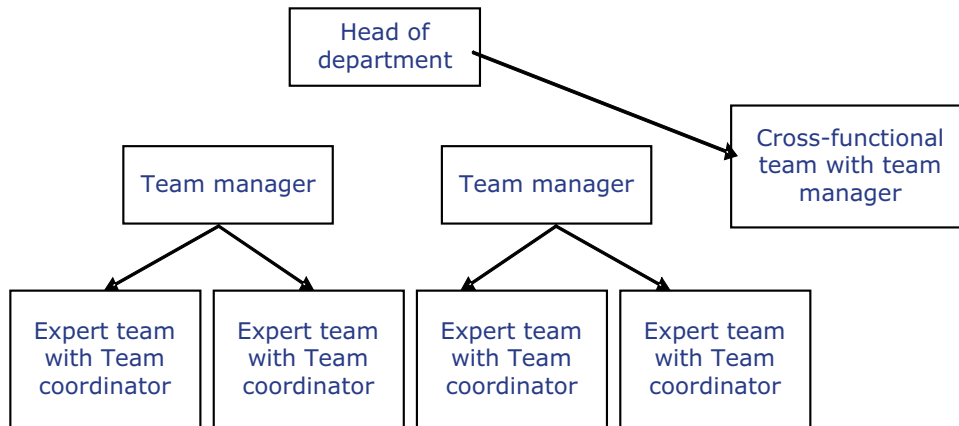 Head of
department
Cross-functional
team with team
manager
Team manager
Team manager
Expert team
with Team
coordinator
Expert team
with Team
coordinator
Expert team
with Team
coordinator
Expert team
with Team
coordinator